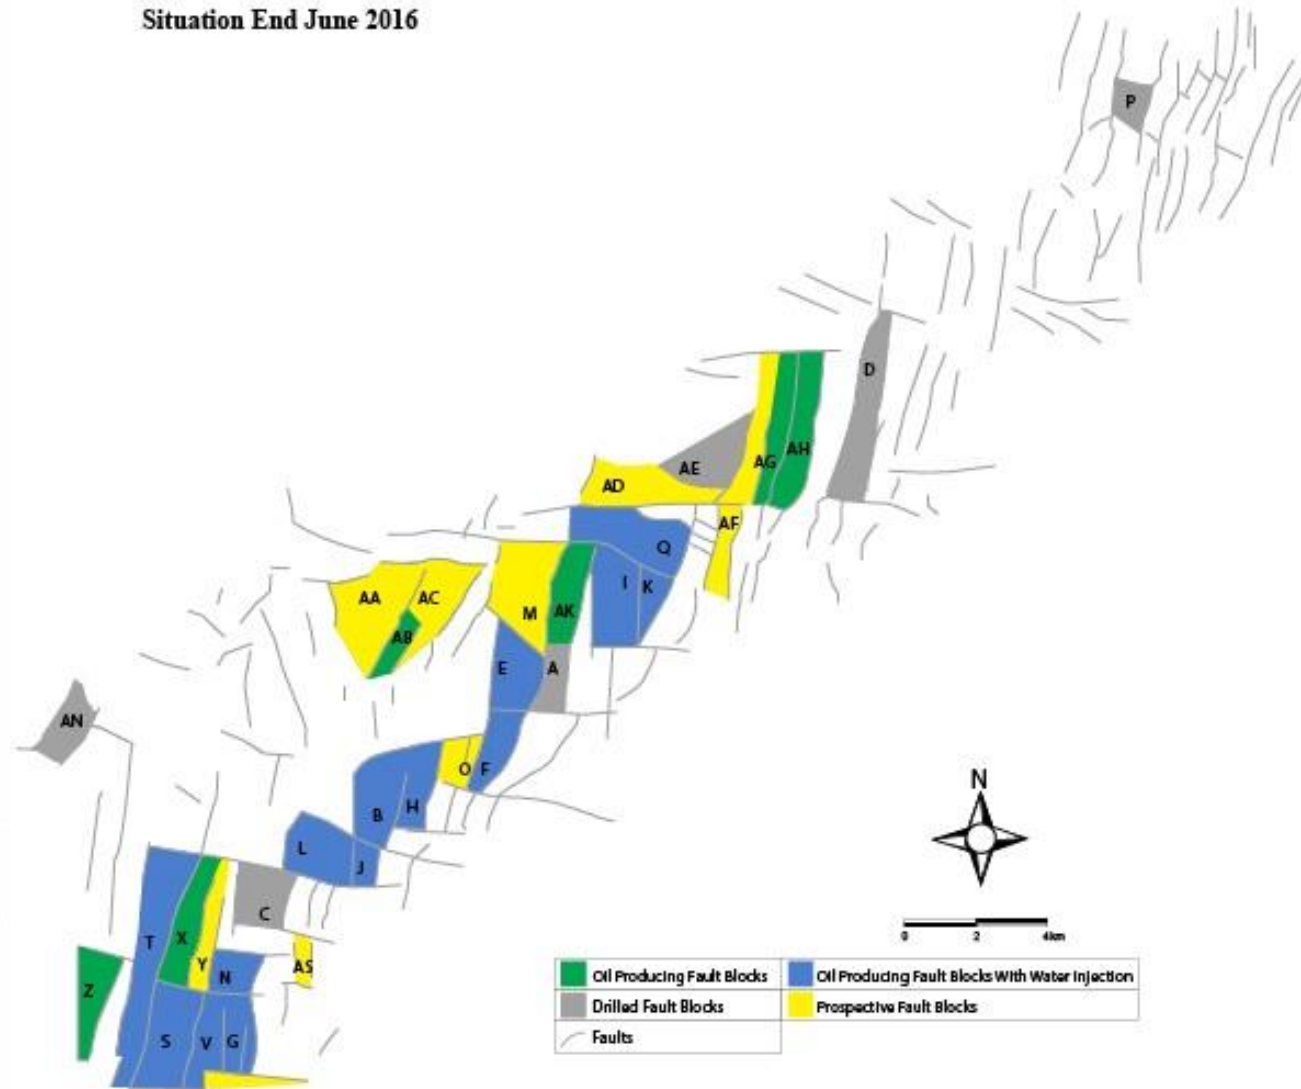 Situation End June 2016
P
D
AH
AG
AE
AD
AF
Q
I
K
AA
AC
M
AK
AB
E
A
AN
O
F
H
B
L
J
C
T
X
Y
N
AS
Z
S
V
G
N
0 2 4km
Oil Producing Fault Blocks
Oil Producing Fault Blocks With Water Injection
Drilled Fault Blocks
Prospective Fault Blocks
Faults